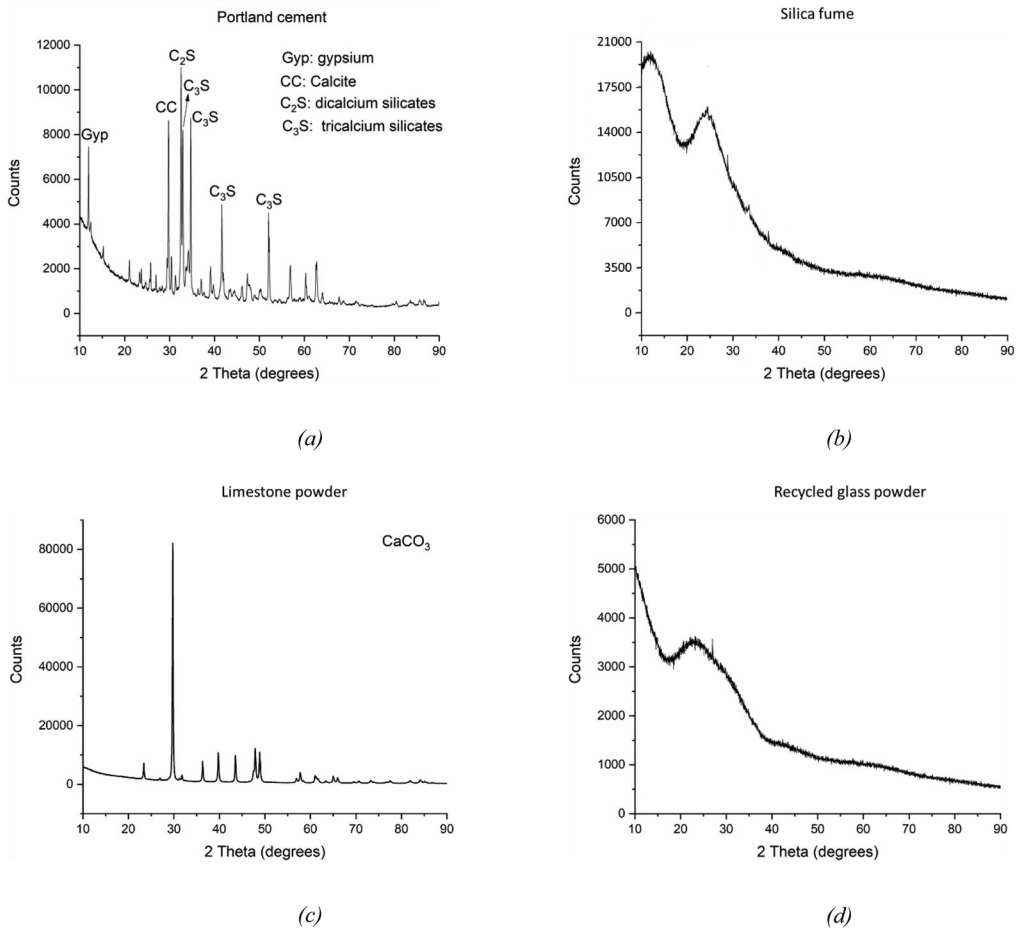 Portland cement
12000
10000
8000
6000
4000
2000
0
Counts
Gyp
CC
C₂S
C₃S
C₃S
C₃S
C₃S
Gyp: gypsium
CC: Calcite
C₂S: dicalcium silicates
C₃S: tricalcium silicates
10 20 30 40 50 60 70 80 90
2 Theta (degrees)
(a)
Silica fume
21000
17500
14000
10500
7000
3500
0
Counts
10 20 30 40 50 60 70 80 90
2 Theta (degrees)
(b)
Limestone powder
80000
60000
40000
20000
0
Counts
CaCO₃
10 20 30 40 50 60 70 80 90
2 Theta (degrees)
(c)
Recycled glass powder
6000
5000
4000
3000
2000
1000
0
Counts
10 20 30 40 50 60 70 80 90
2 Theta (degrees)
(d)